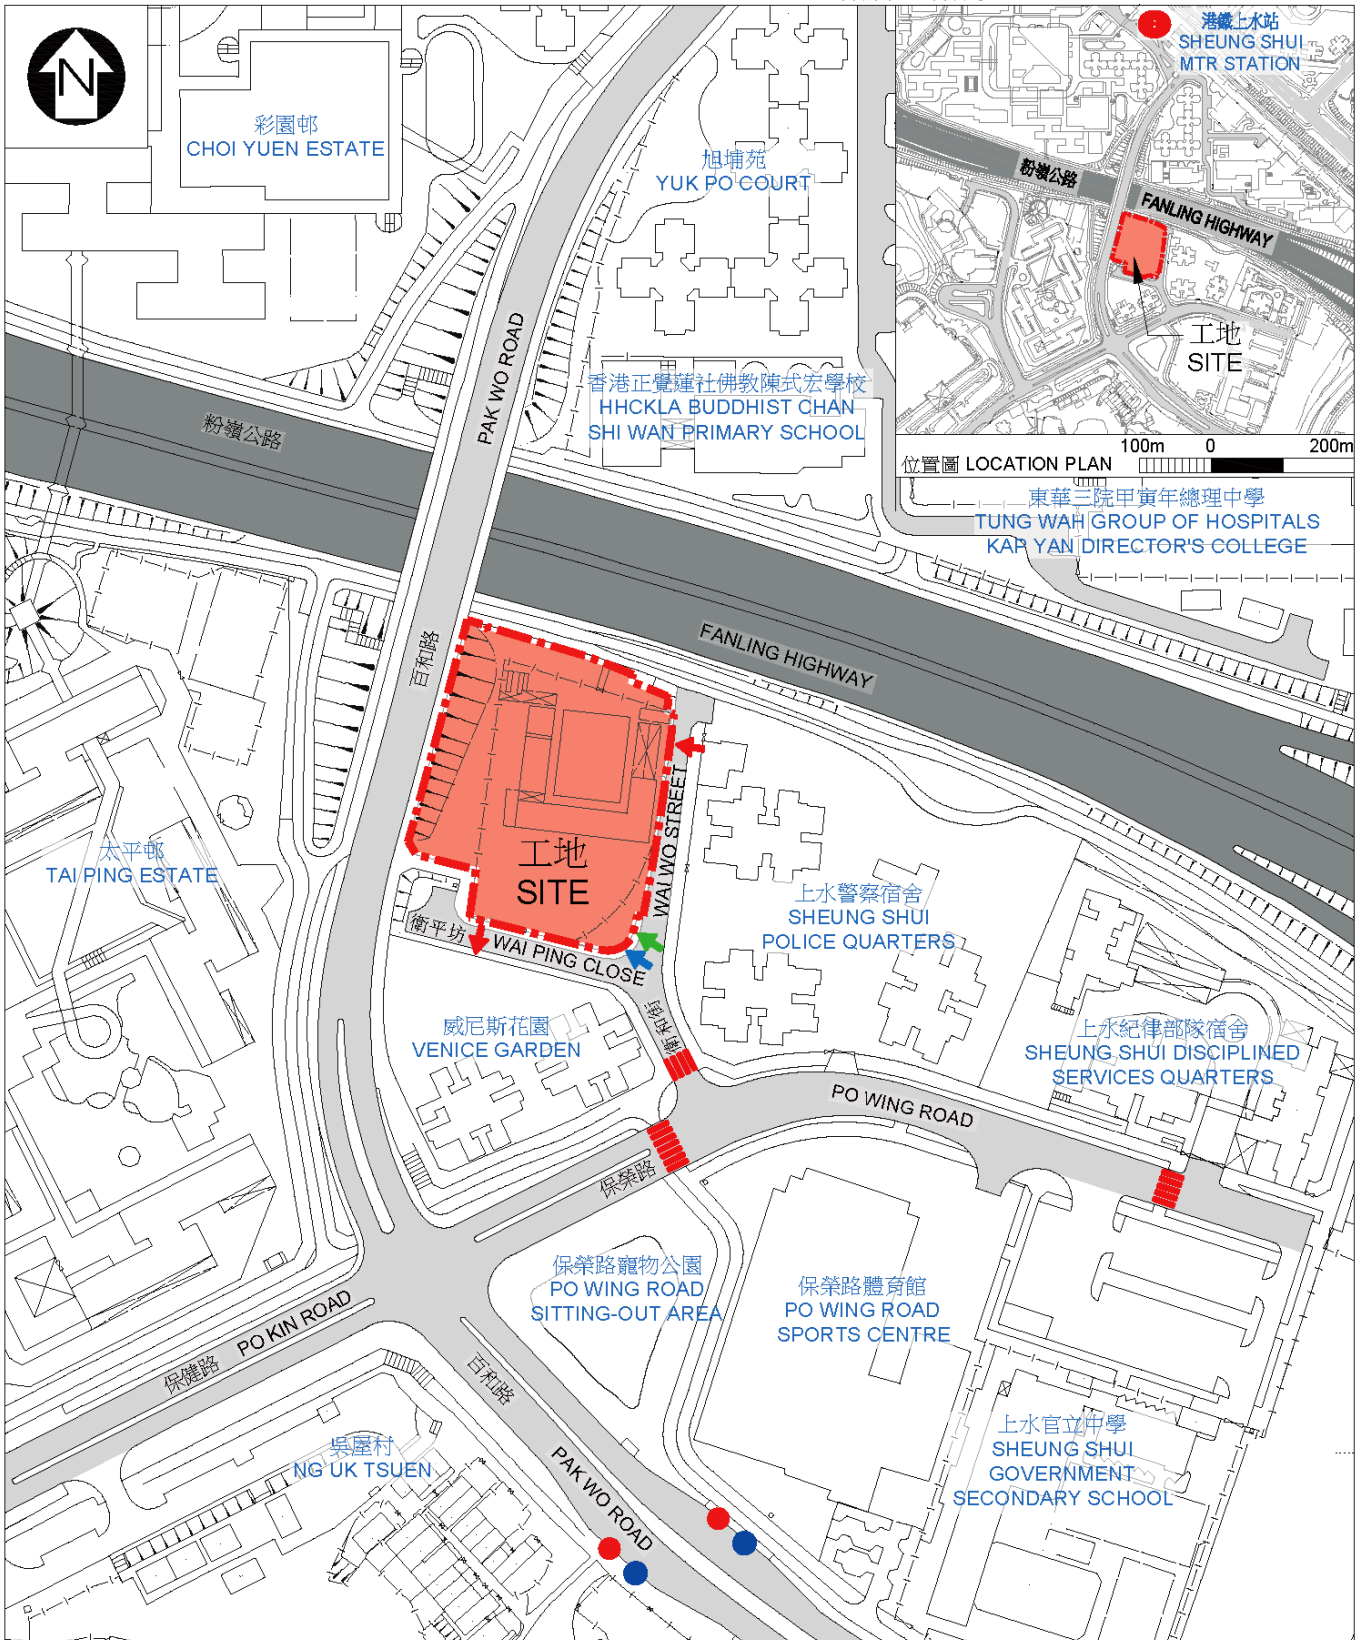 N
彩園邨
CHOI YUEN ESTATE
旭埔苑
YUK PO COURT
港鐵上水站
SHEUNG SHUI
MTR STATION
粉嶺公路
FANLING HIGHWAY
工地
SITE
100m 0 200m
位置圖 LOCATION PLAN
PAK WO ROAD
香港正覺蓮社佛教陳式宏學校
HHCKLA BUDDHIST CHAN
SHI WAN PRIMARY SCHOOL
粉嶺公路
東華三院甲寅年總理中學
TUNG WAH GROUP OF HOSPITALS
KAP YAN DIRECTOR'S COLLEGE
FANLING HIGHWAY
百和路
太平邨
TAI PING ESTATE
工地
SITE
WAI WO STREET
上水警察宿舍
SHEUNG SHUI
POLICE QUARTERS
衛平坊
WAI PING CLOSE
衛和街
威尼斯花園
VENICE GARDEN
上水紀律部隊宿舍
SHEUNG SHUI DISCIPLINED
SERVICES QUARTERS
PO WING ROAD
保榮路
保榮路寵物公園
PO WING ROAD
SITTING-OUT AREA
保榮路體育館
PO WING ROAD
SPORTS CENTRE
PO KIN ROAD
保健路
百和路
吳屋村
NG UK TSUEN
PAK WO ROAD
上水官立中學
SHEUNG SHUI
GOVERNMENT
SECONDARY SCHOOL